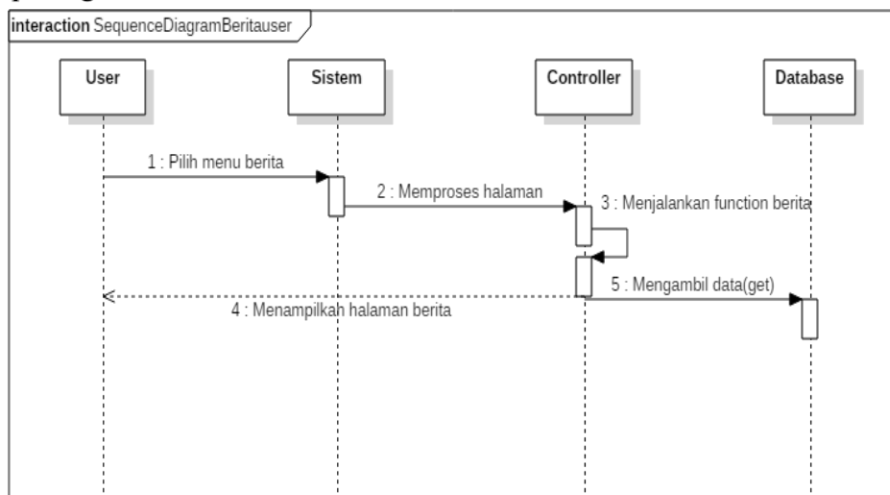 interaction SequenceDiagramBeritauser
User
Sistem
Controller
Database
1 : Pilih menu berita
2 : Memproses halaman
3 : Menjalankan function berita
5 : Mengambil data(get)
4 : Menampilkan halaman berita